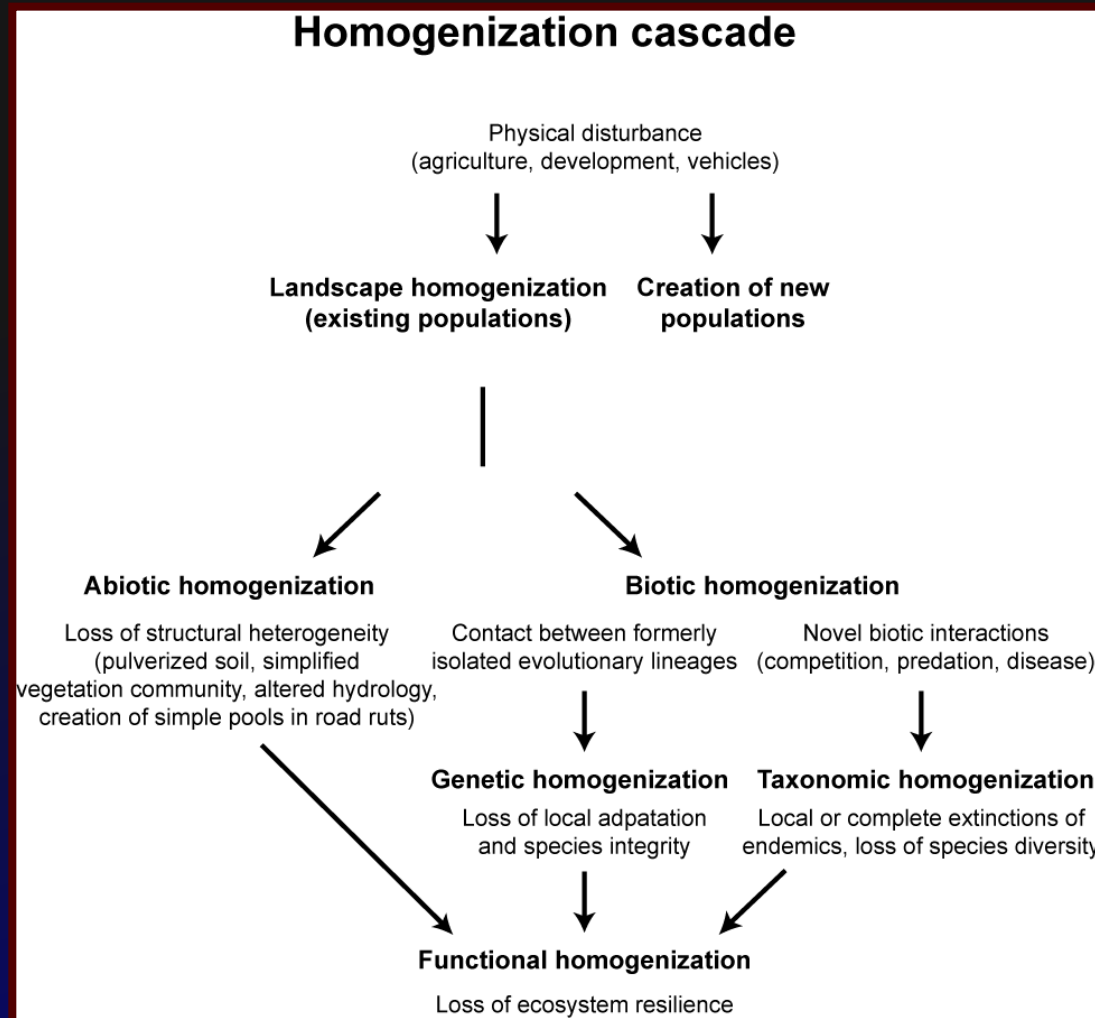 Homogenization cascade
Physical disturbance
(agriculture, development, vehicles)
Landscape homogenization
(existing populations)
Creation of new
populations
Abiotic homogenization
Loss of structural heterogeneity
(pulverized soil, simplified
vegetation community, altered hydrology,
creation of simple pools in road ruts)
Biotic homogenization
Contact between formerly
isolated evolutionary lineages
Novel biotic interactions
(competition, predation, disease)
Genetic homogenization
Loss of local adpatation
and species integrity
Taxonomic homogenization
Local or complete extinctions of
endemics, loss of species diversity
Functional homogenization
Loss of ecosystem resilience